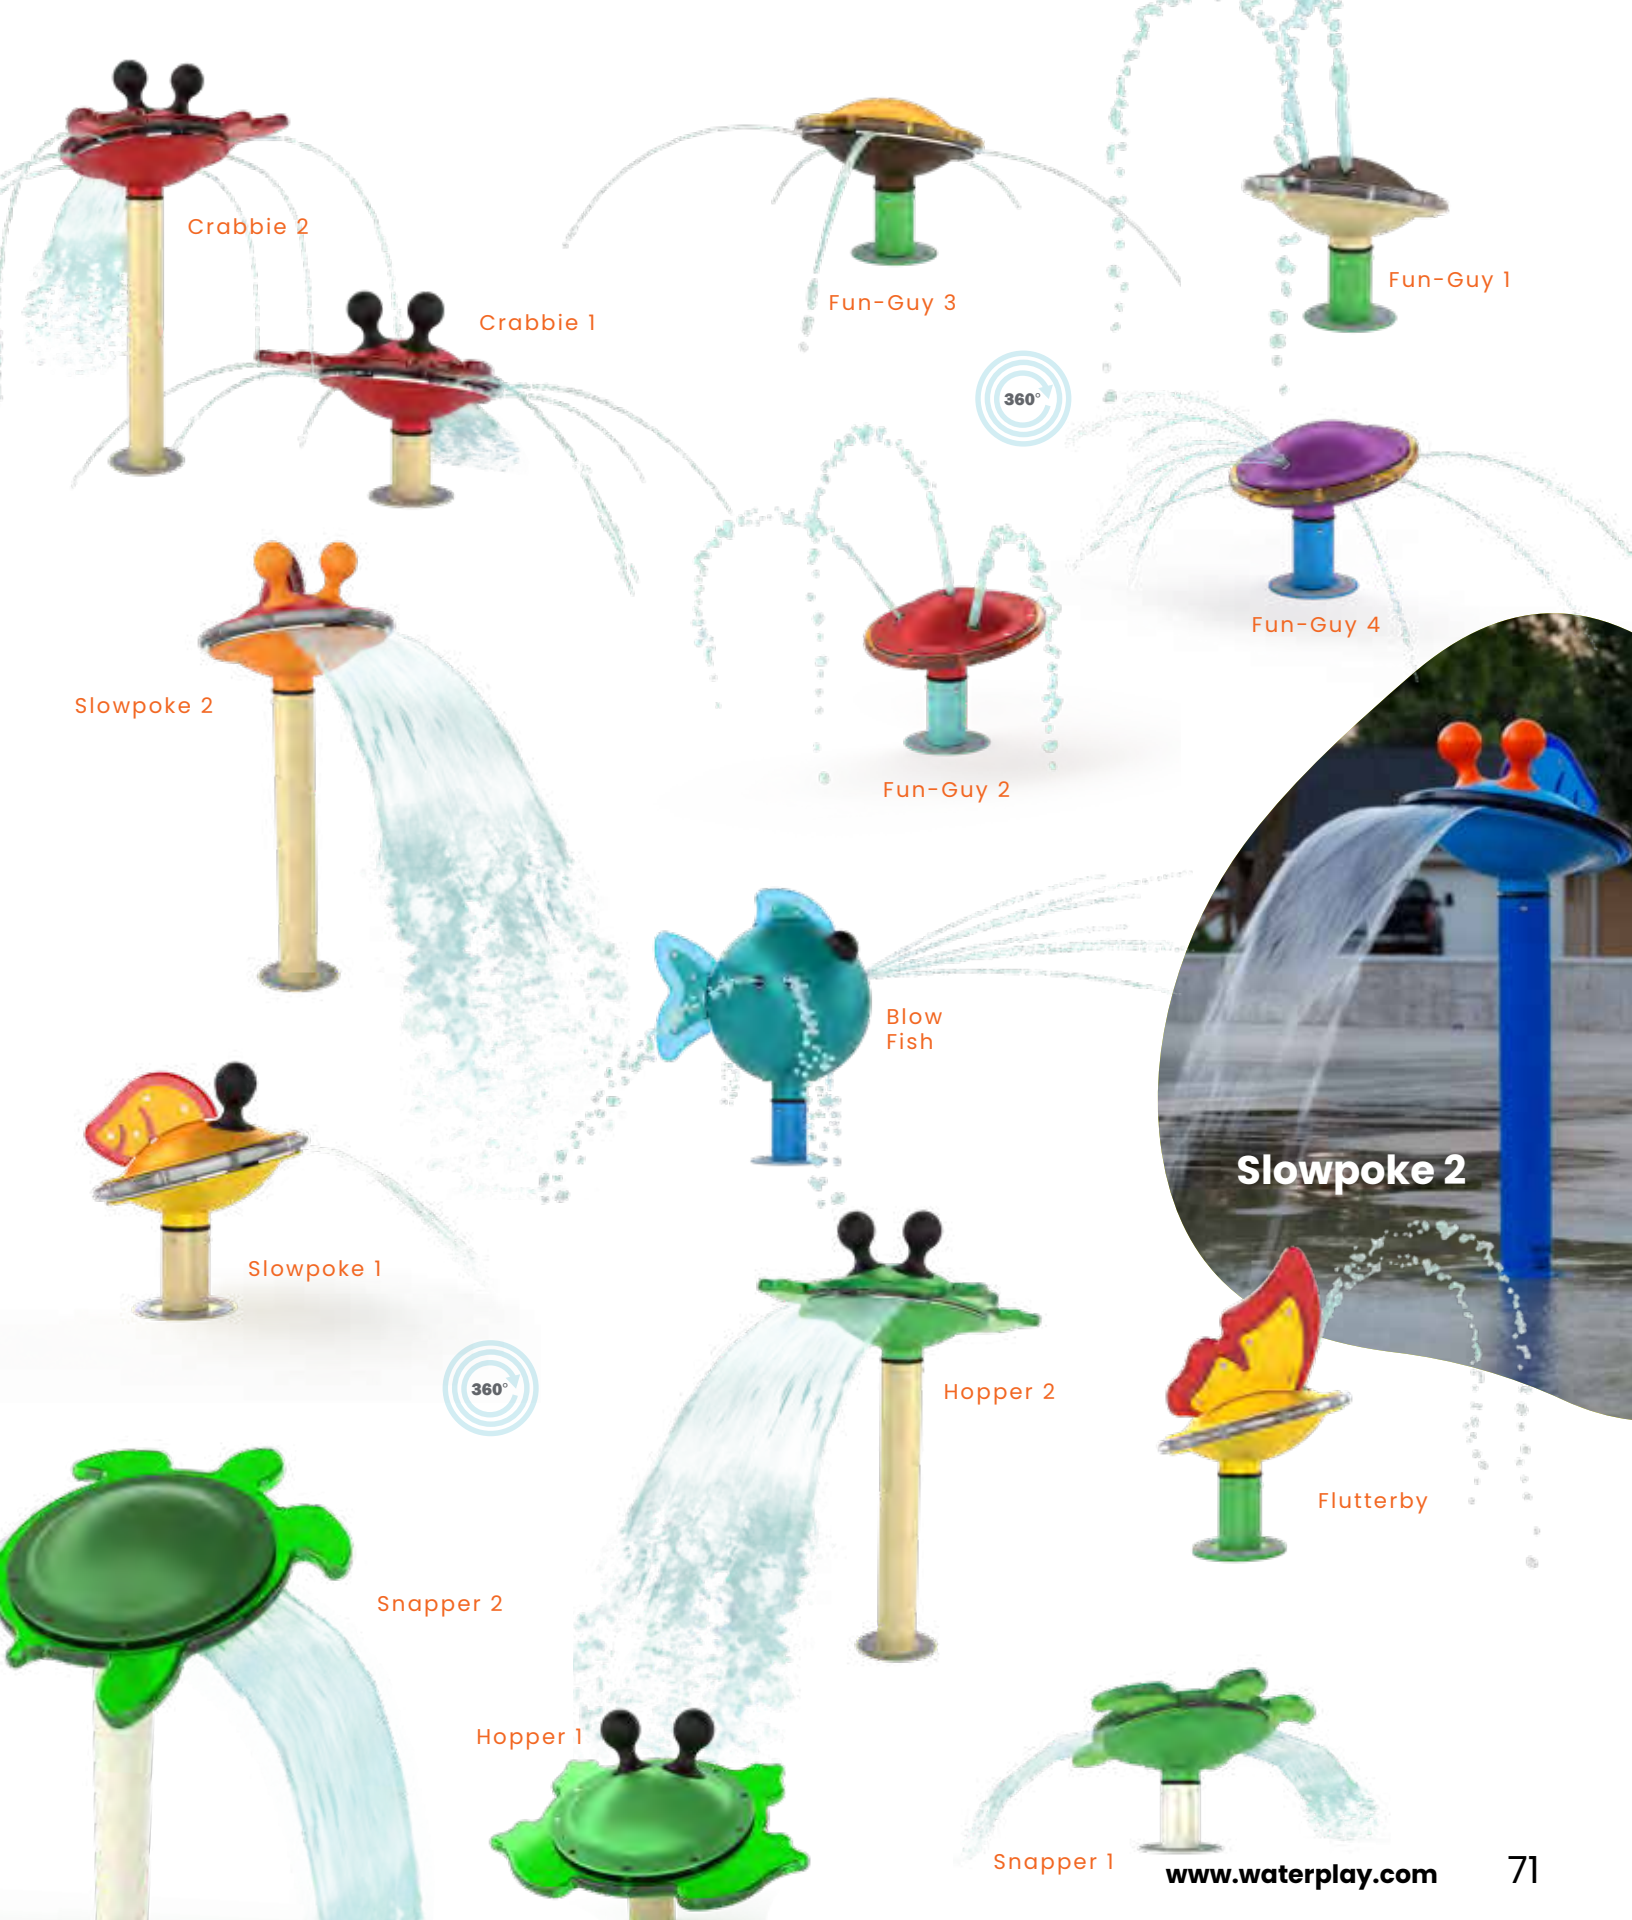 Crabbie 2
Crabbie 1
Fun-Guy 3
Fun-Guy 1
360°
Fun-Guy 4
Slowpoke 2
Fun-Guy 2
Blow
Fish
Slowpoke 2
Slowpoke 1
360°
Hopper 2
Flutterby
Snapper 2
Hopper 1
Snapper 1
www.waterplay.com
71